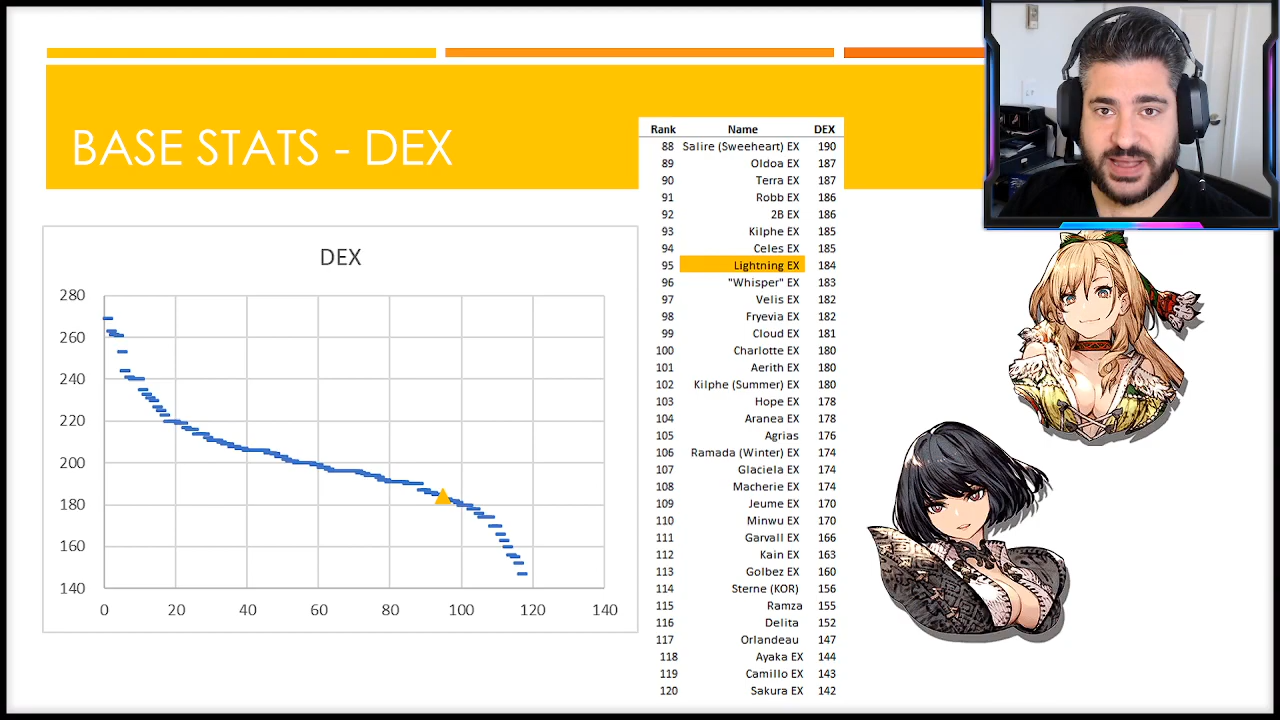 BASE STATS - DEX
DEX
280
260
240
220
200
180
160
140
0 20 40 60 80 100 120 140
Rank Name DEX
88 Salire (Sweeheart) EX 190
89 Oldoa EX 187
90 Terra EX 187
91 Robb EX 186
92 2B EX 186
93 Kilphe EX 185
94 Celes EX 185
95 Lightning EX 184
96 "Whisper" EX 183
97 Velis EX 182
98 Fryevia EX 182
99 Cloud EX 181
100 Charlotte EX 180
101 Aerith EX 180
102 Kilphe (Summer) EX 180
103 Hope EX 178
104 Aranea EX 178
105 Agrias 176
106 Ramada (Winter) EX 174
107 Glaciela EX 174
108 Macherie EX 174
109 Jeume EX 170
110 Minwu EX 170
111 Garvall EX 166
112 Kain EX 163
113 Golbez EX 160
114 Sterne (KOR) 156
115 Ramza 155
116 Delita 152
117 Orlandeau 147
118 Ayaka EX 144
119 Camillo EX 143
120 Sakura EX 142